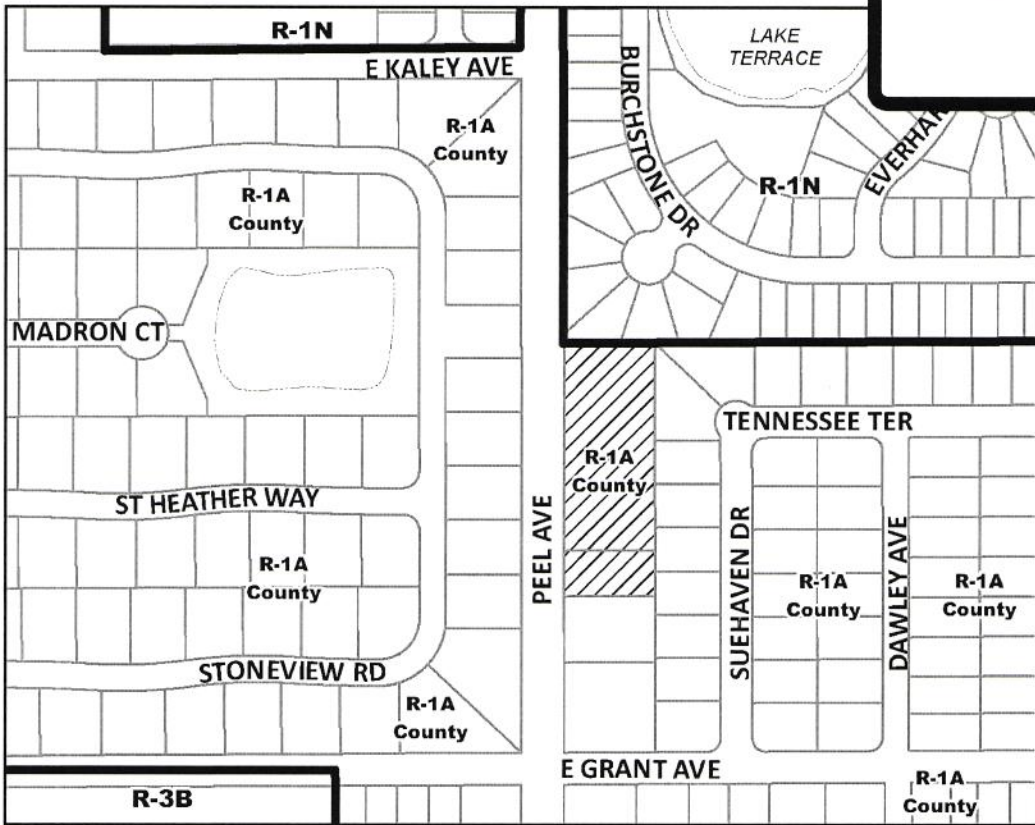 R-1N
LAKE
TERRACE
E KALEY AVE
BURCHSTONE DR
R-1A
County
EVERHAR
R-1N
R-1A
County
MADRON CT
TENNESSEE TER
R-1A
County
ST HEATHER WAY
PEEL AVE
SUEHAVEN DR
DAWLEY AVE
R-1A
County
R-1A
County
R-1A
County
STONEVIEW RD
R-1A
County
E GRANT AVE
R-3B
R-1A
County